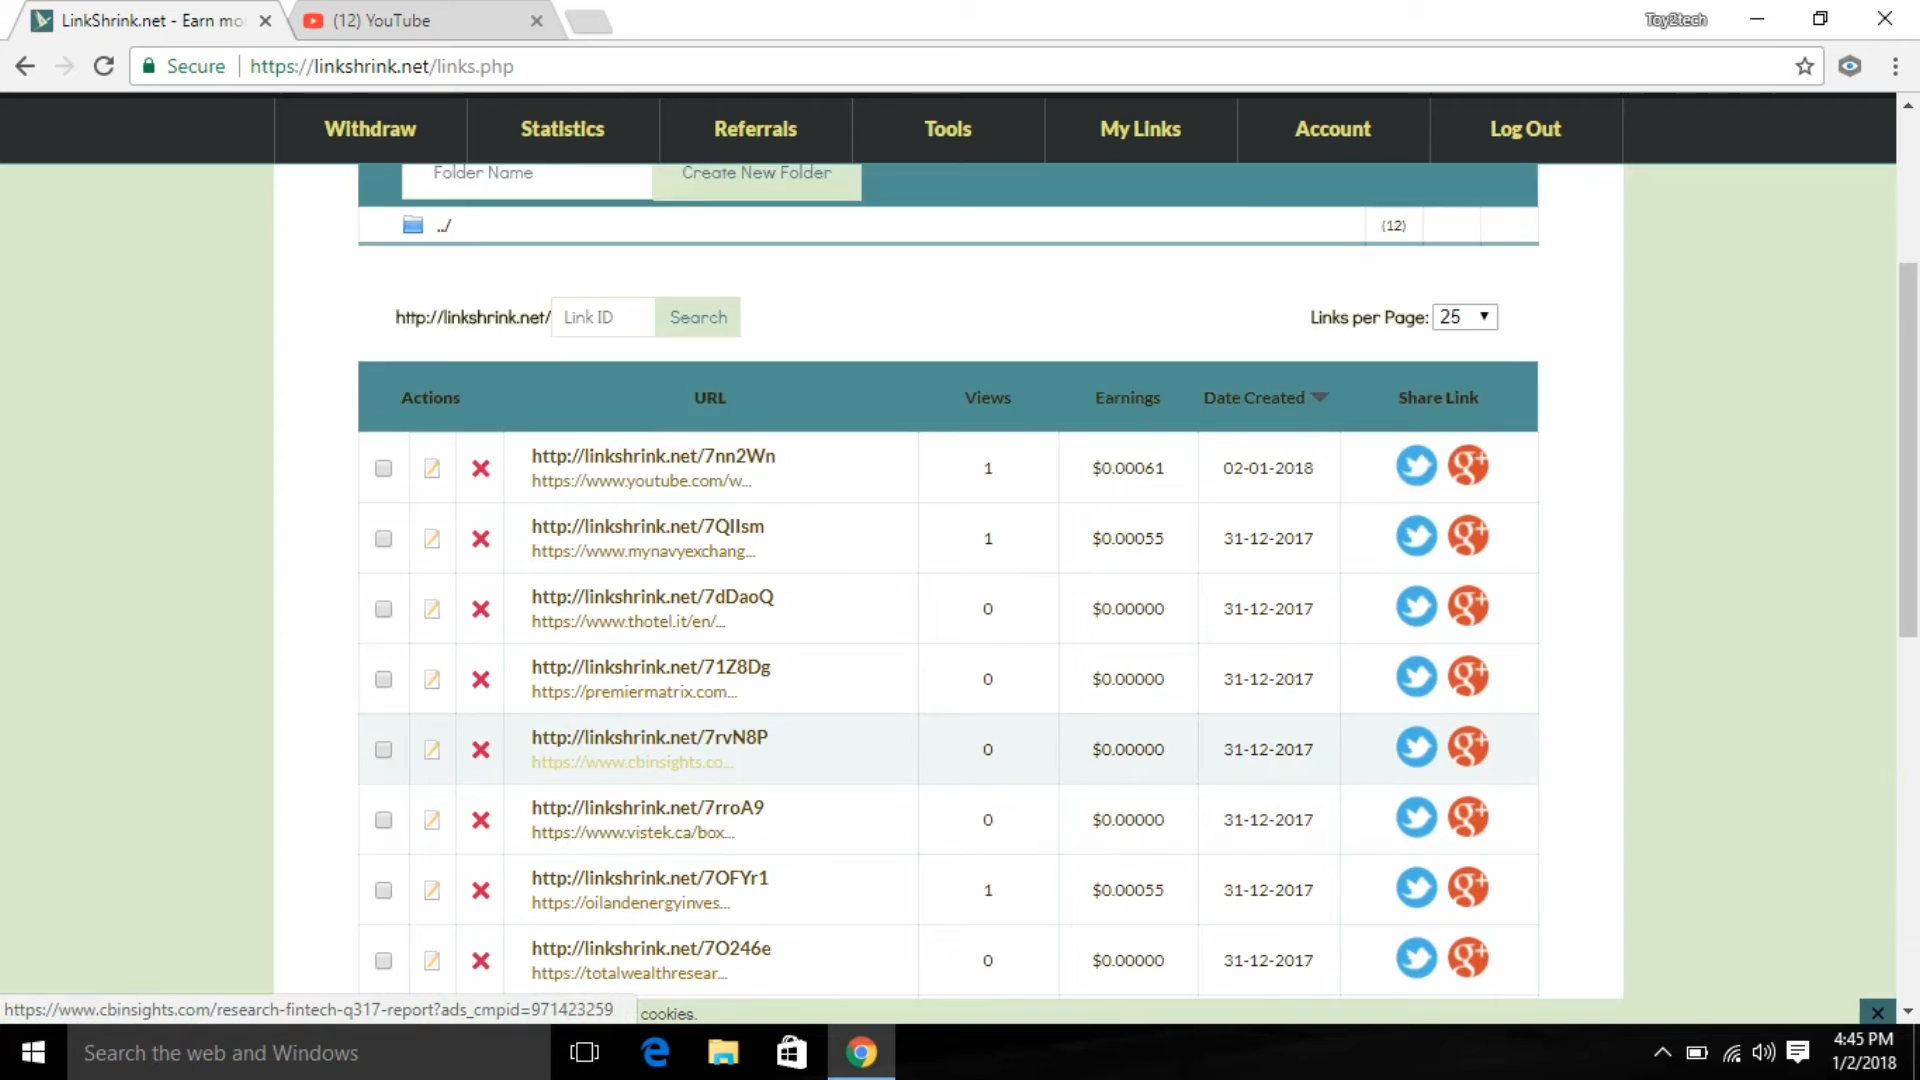 LinkShrink.net - Earn mo
(12) YouTube
Toy2tech
Secure
https://linkshrink.net/links.php
Withdraw
Statistics
Referrals
Tools
My Links
Account
Log Out
Folder Name
Create New Folder
../
(12)
http://linkshrink.net/
Link ID
Search
Links per Page:
25
Actions
URL
Views
Earnings
Date Created
Share Link
http://linkshrink.net/7nn2Wn
https://www.youtube.com/w...
1
$0.00061
02-01-2018
http://linkshrink.net/7QIIsm
https://www.mynavyexchang...
1
$0.00055
31-12-2017
http://linkshrink.net/7dDaoQ
https://www.thotel.it/en/...
0
$0.00000
31-12-2017
http://linkshrink.net/71Z8Dg
https://premiermatrix.com...
0
$0.00000
31-12-2017
http://linkshrink.net/7rvN8P
https://www.cbinsights.co...
0
$0.00000
31-12-2017
http://linkshrink.net/7rroA9
https://www.vistek.ca/box...
0
$0.00000
31-12-2017
http://linkshrink.net/7OFYr1
https://oilandenergyinves...
1
$0.00055
31-12-2017
http://linkshrink.net/7O246e
https://totalwealthresear...
0
$0.00000
31-12-2017
https://www.cbinsights.com/research-fintech-q317-report?ads_cmpid=971423259
cookies.
Search the web and Windows
4:45 PM
1/2/2018